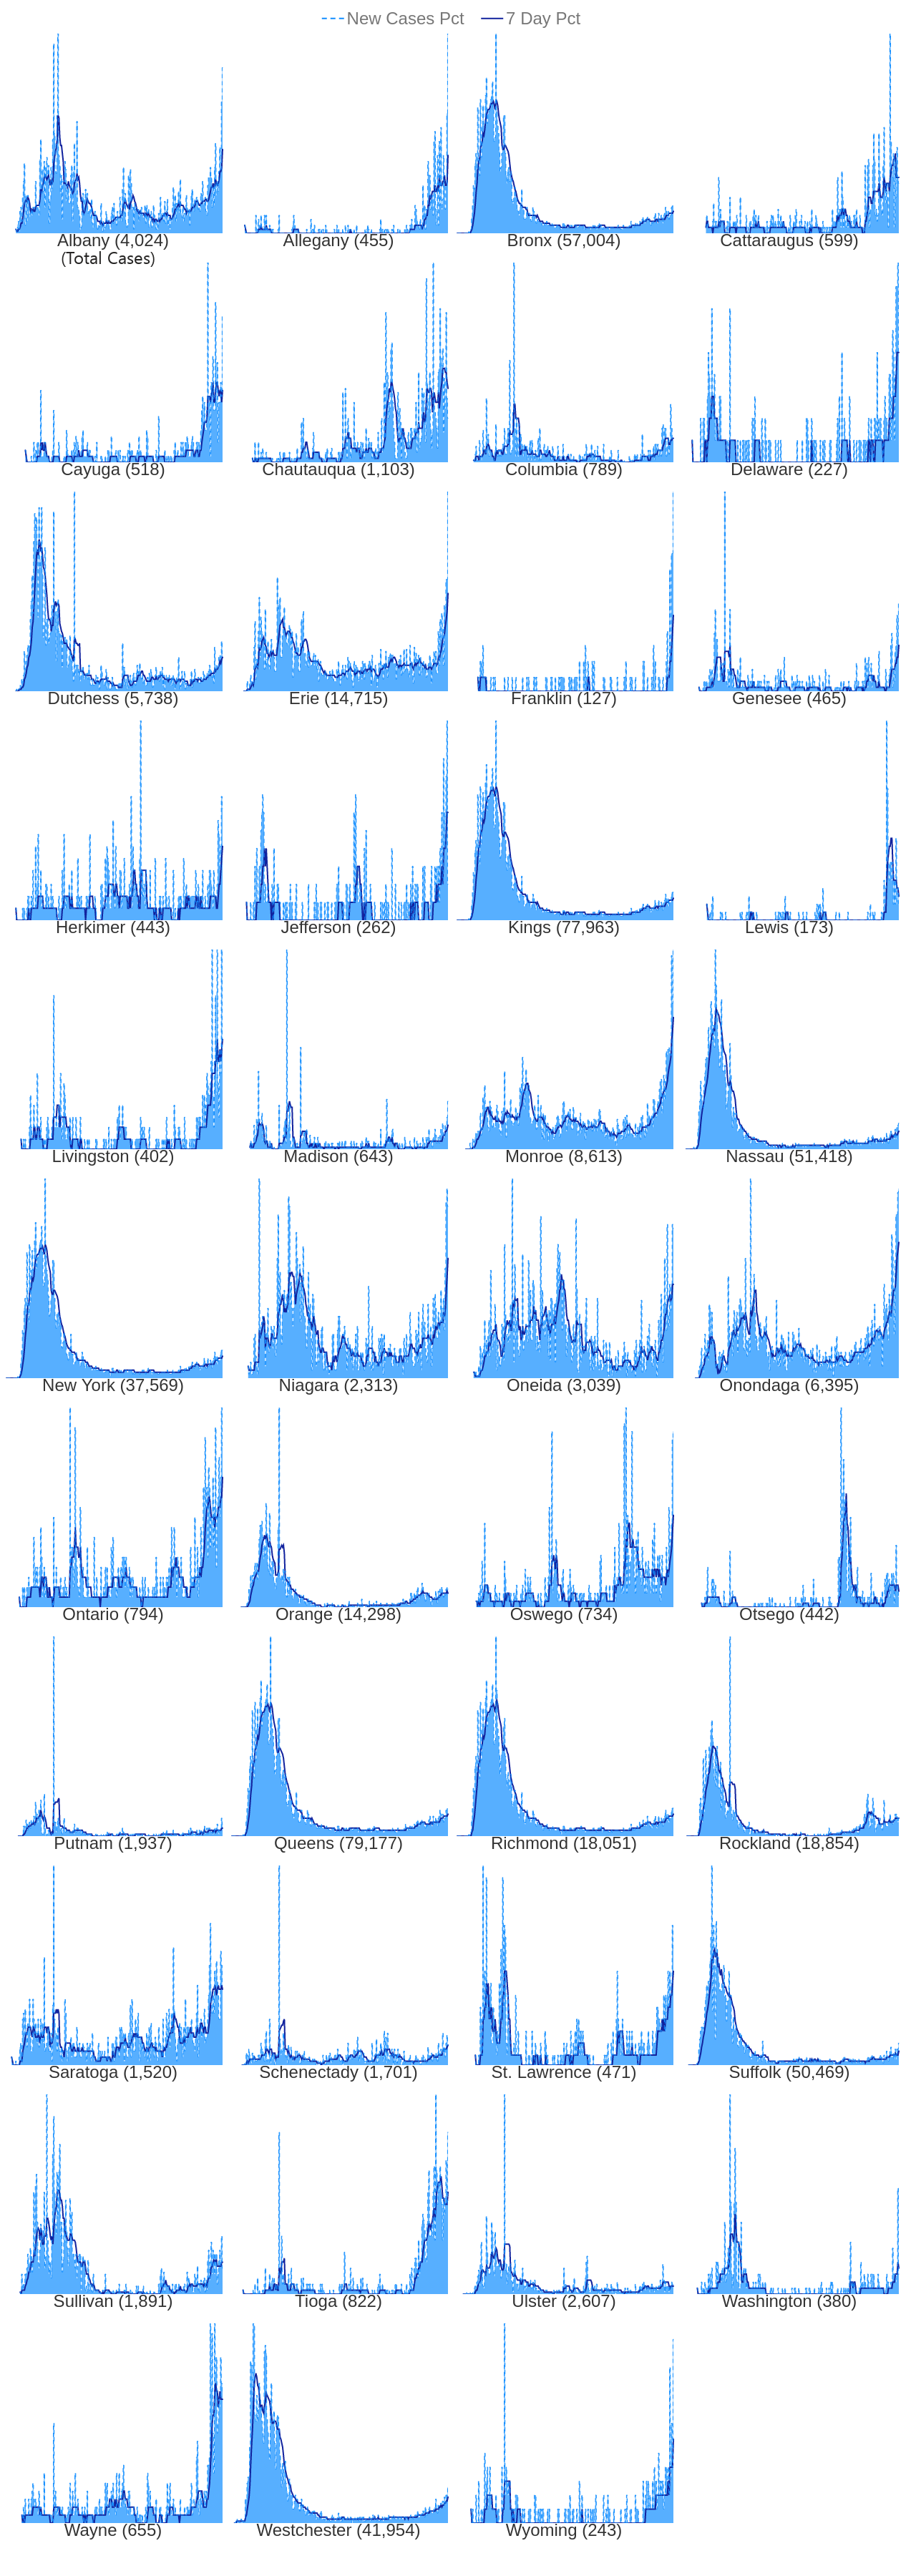 New Cases Pct 7 Day Pct
Albany (4,024) Allegany (455) Bronx (57,004) Cattaraugus (599)
(Total Cases)
Cayuga (518) Chautauqua (1,103) Columbia (789) Delaware (227)
Dutchess (5,738) Erie (14,715) Franklin (127) Genesee (465)
Herkimer (443) Jefferson (262) Kings (77,963) Lewis (173)
Livingston (402) Madison (643) Monroe (8,613) Nassau (51,418)
New York (37,569) Niagara (2,313) Oneida (3,039) Onondaga (6,395)
Ontario (794) Orange (14,298) Oswego (734) Otsego (442)
Putnam (1,937) Queens (79,177) Richmond (18,051) Rockland (18,854)
Saratoga (1,520) Schenectady (1,701) St. Lawrence (471) Suffolk (50,469)
Sullivan (1,891) Tioga (822) Ulster (2,607) Washington (380)
Wayne (655) Westchester (41,954) Wyoming (243)